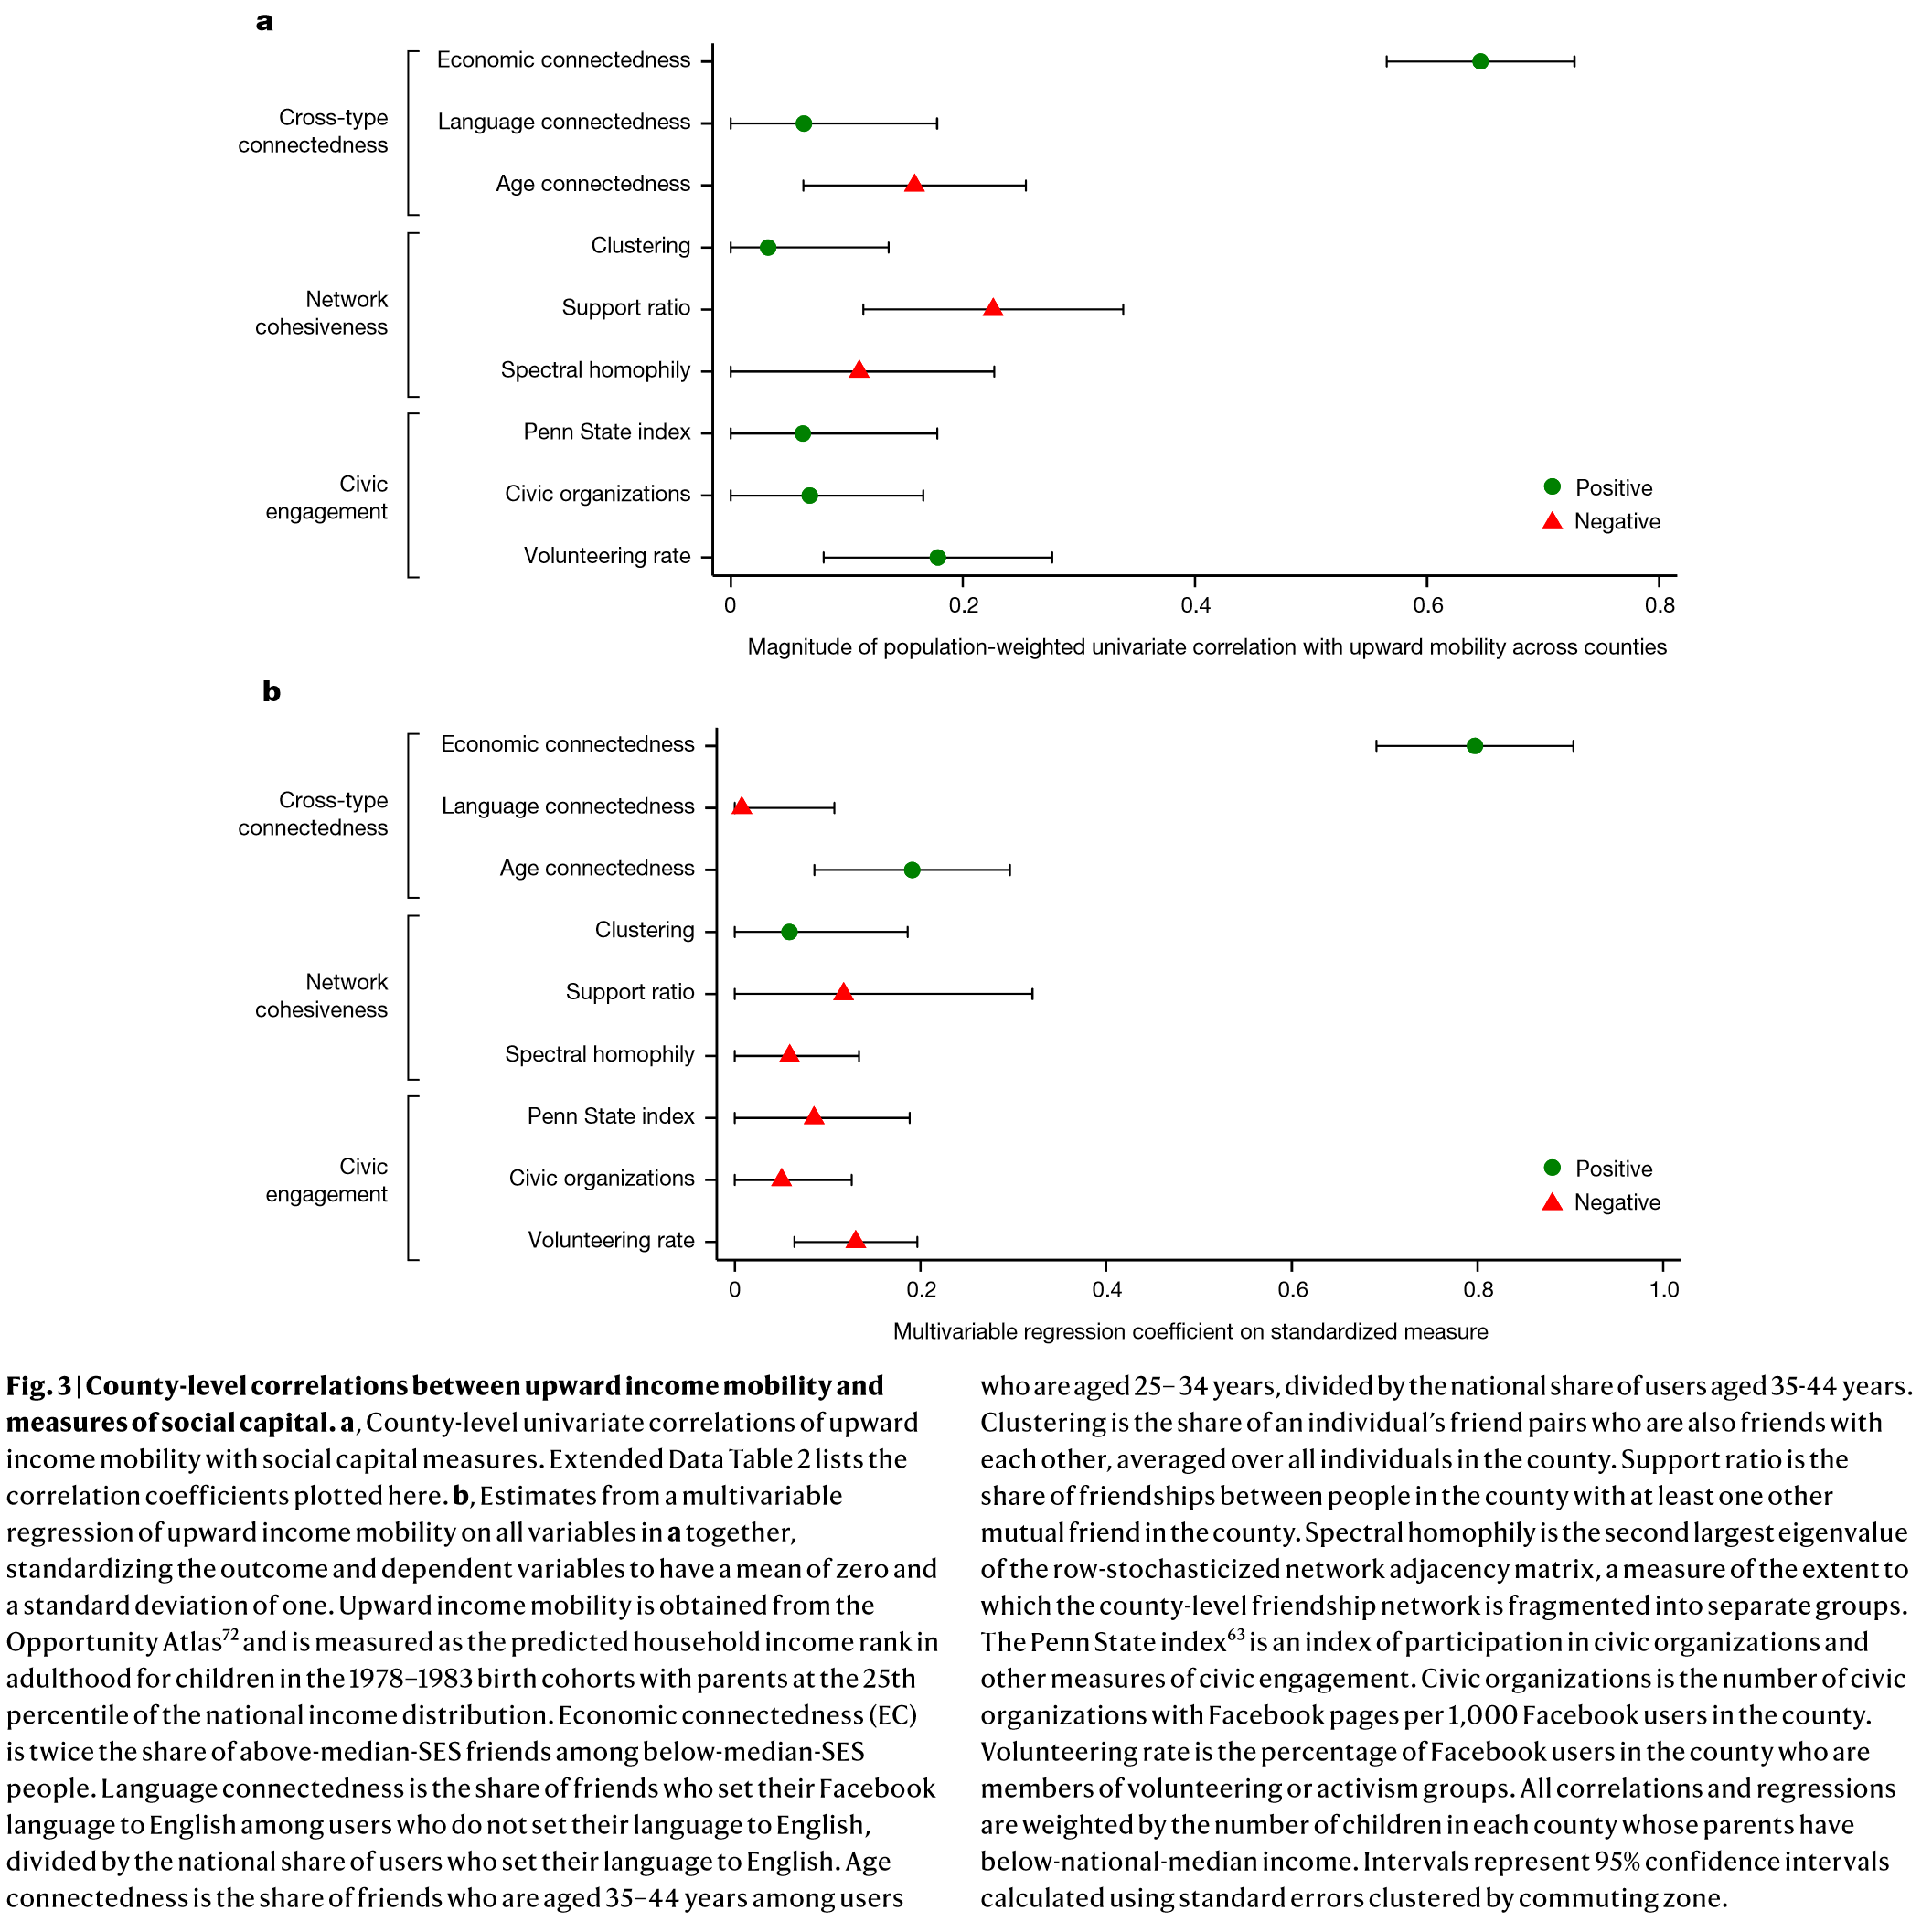 a
Economic connectedness
Language connectedness
Age connectedness
Cross-type
connectedness
Clustering
Support ratio
Spectral homophily
Network
cohesiveness
Penn State index
Civic organizations
Volunteering rate
Civic
engagement
Positive
Negative
0 0.2 0.4 0.6 0.8
Magnitude of population-weighted univariate correlation with upward mobility across counties
b
Economic connectedness
Language connectedness
Age connectedness
Cross-type
connectedness
Clustering
Support ratio
Spectral homophily
Network
cohesiveness
Penn State index
Civic organizations
Volunteering rate
Civic
engagement
Positive
Negative
0 0.2 0.4 0.6 0.8 1.0
Multivariable regression coefficient on standardized measure
Fig. 3 | County-level correlations between upward income mobility and
measures of social capital. a, County-level univariate correlations of upward
income mobility with social capital measures. Extended Data Table 2 lists the
correlation coefficients plotted here. b, Estimates from a multivariable
regression of upward income mobility on all variables in a together,
standardizing the outcome and dependent variables to have a mean of zero and
a standard deviation of one. Upward income mobility is obtained from the
Opportunity Atlas72 and is measured as the predicted household income rank in
adulthood for children in the 1978–1983 birth cohorts with parents at the 25th
percentile of the national income distribution. Economic connectedness (EC)
is twice the share of above-median-SES friends among below-median-SES
people. Language connectedness is the share of friends who set their Facebook
language to English among users who do not set their language to English,
divided by the national share of users who set their language to English. Age
connectedness is the share of friends who are aged 35–44 years among users
who are aged 25–34 years, divided by the national share of users aged 35-44 years.
Clustering is the share of an individual’s friend pairs who are also friends with
each other, averaged over all individuals in the county. Support ratio is the
share of friendships between people in the county with at least one other
mutual friend in the county. Spectral homophily is the second largest eigenvalue
of the row-stochasticized network adjacency matrix, a measure of the extent to
which the county-level friendship network is fragmented into separate groups.
The Penn State index63 is an index of participation in civic organizations and
other measures of civic engagement. Civic organizations is the number of civic
organizations with Facebook pages per 1,000 Facebook users in the county.
Volunteering rate is the percentage of Facebook users in the county who are
members of volunteering or activism groups. All correlations and regressions
are weighted by the number of children in each county whose parents have
below-national-median income. Intervals represent 95% confidence intervals
calculated using standard errors clustered by commuting zone.